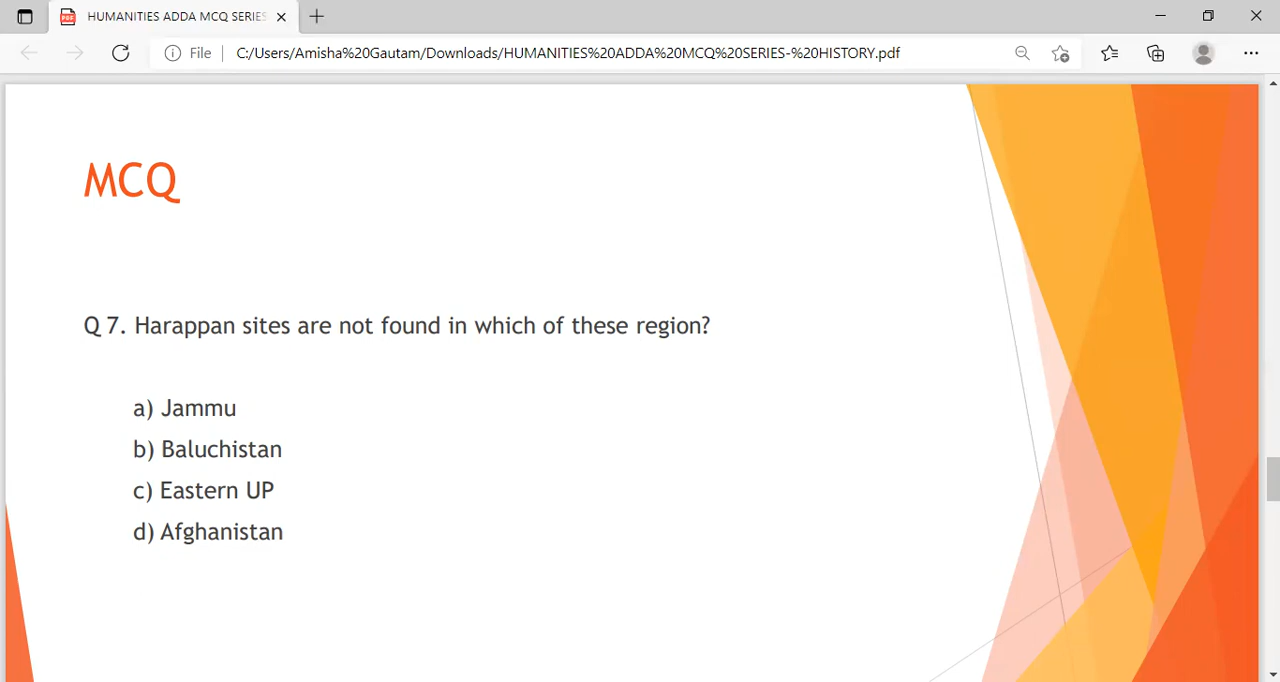 HUMANITIES ADDA MCQ SERIES
File
C:/Users/Amisha%20Gautam/Downloads/HUMANITIES%20ADDA%20MCQ%20SERIES-%20HISTORY.pdf
MCQ
Q 7. Harappan sites are not found in which of these region?
a) Jammu
b) Baluchistan
c) Eastern UP
d) Afghanistan